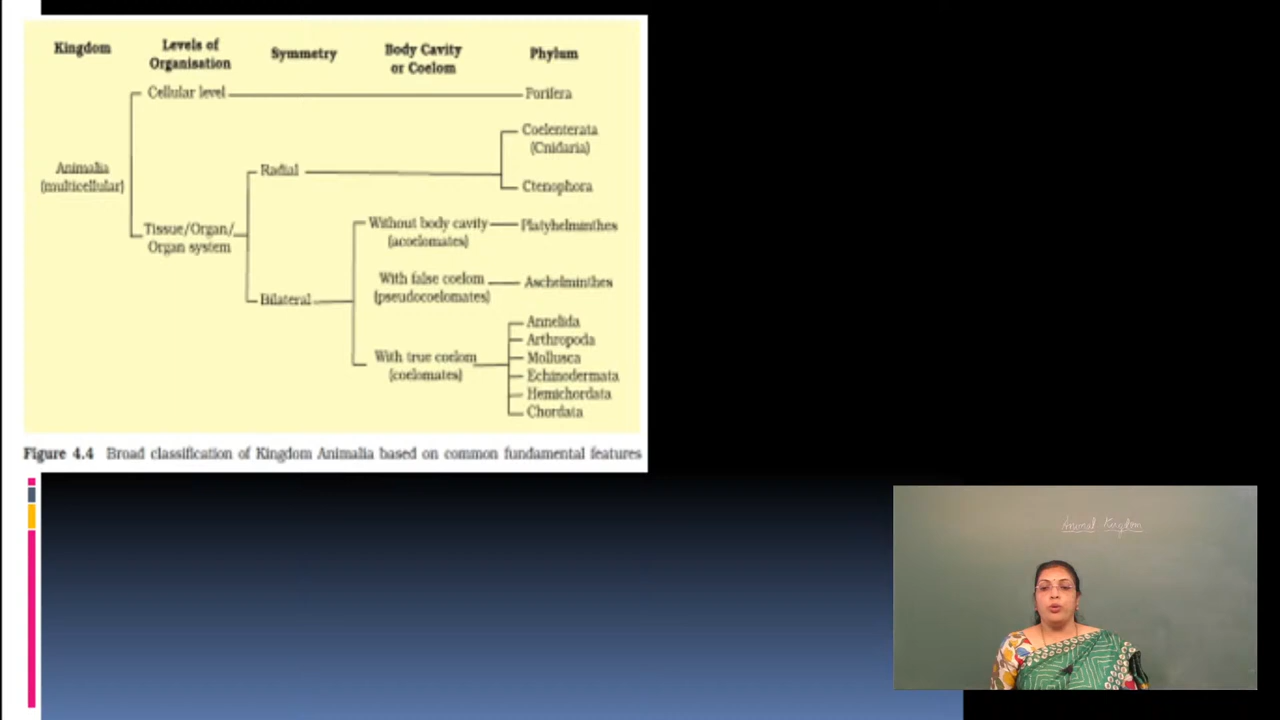 Kingdom
Levels of
Organisation
Symmetry
Body Cavity
or Coelom
Phylum
Cellular level
Porifera
Coelenterata
(Cnidaria)
Animalia
(multicellular)
Radial
Ctenophora
Tissue/Organ/
Organ system
Without body cavity
(acoelomates)
Platyhelminthes
With false coelom
(pseudocoelomates)
Aschelminthes
Bilateral
Annelida
Arthropoda
With true coelom
(coelomates)
Mollusca
Echinodermata
Hemichordata
Chordata
Figure 4.4 Broad classification of Kingdom Animalia based on common fundamental features
Animal Kingdom